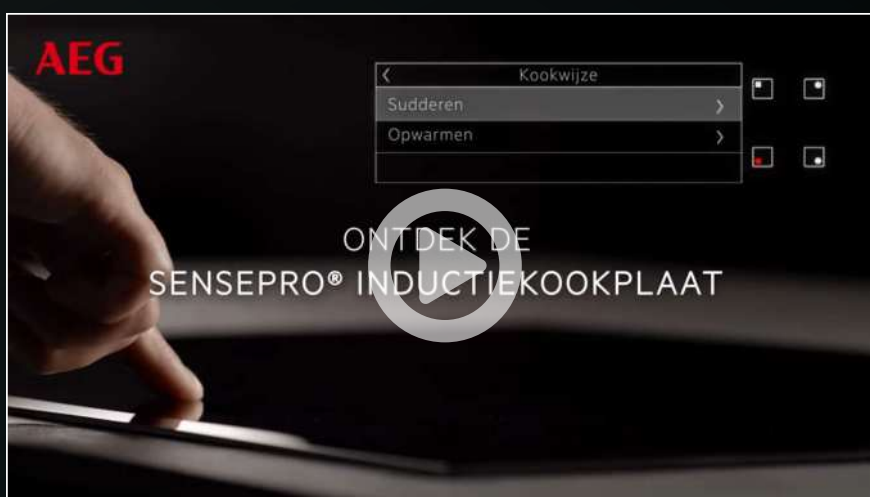 AEG
Kookwijze
Sudderen
Opwarmen
ONTDEK DE
SENSEPRO® INDUCTIEKOOKPLAAT